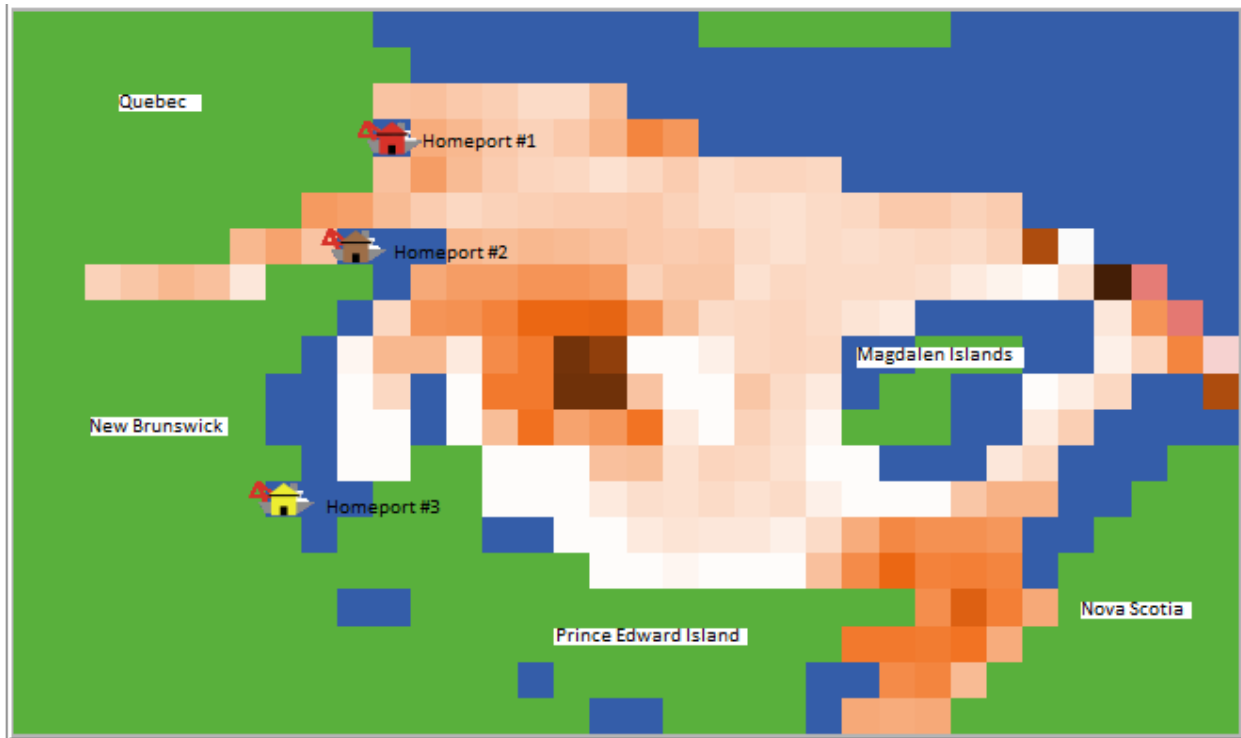 Quebec
Homeport #1
Homeport #2
Magdalen Islands
New Brunswick
Homeport #3
Nova Scotia
Prince Edward Island